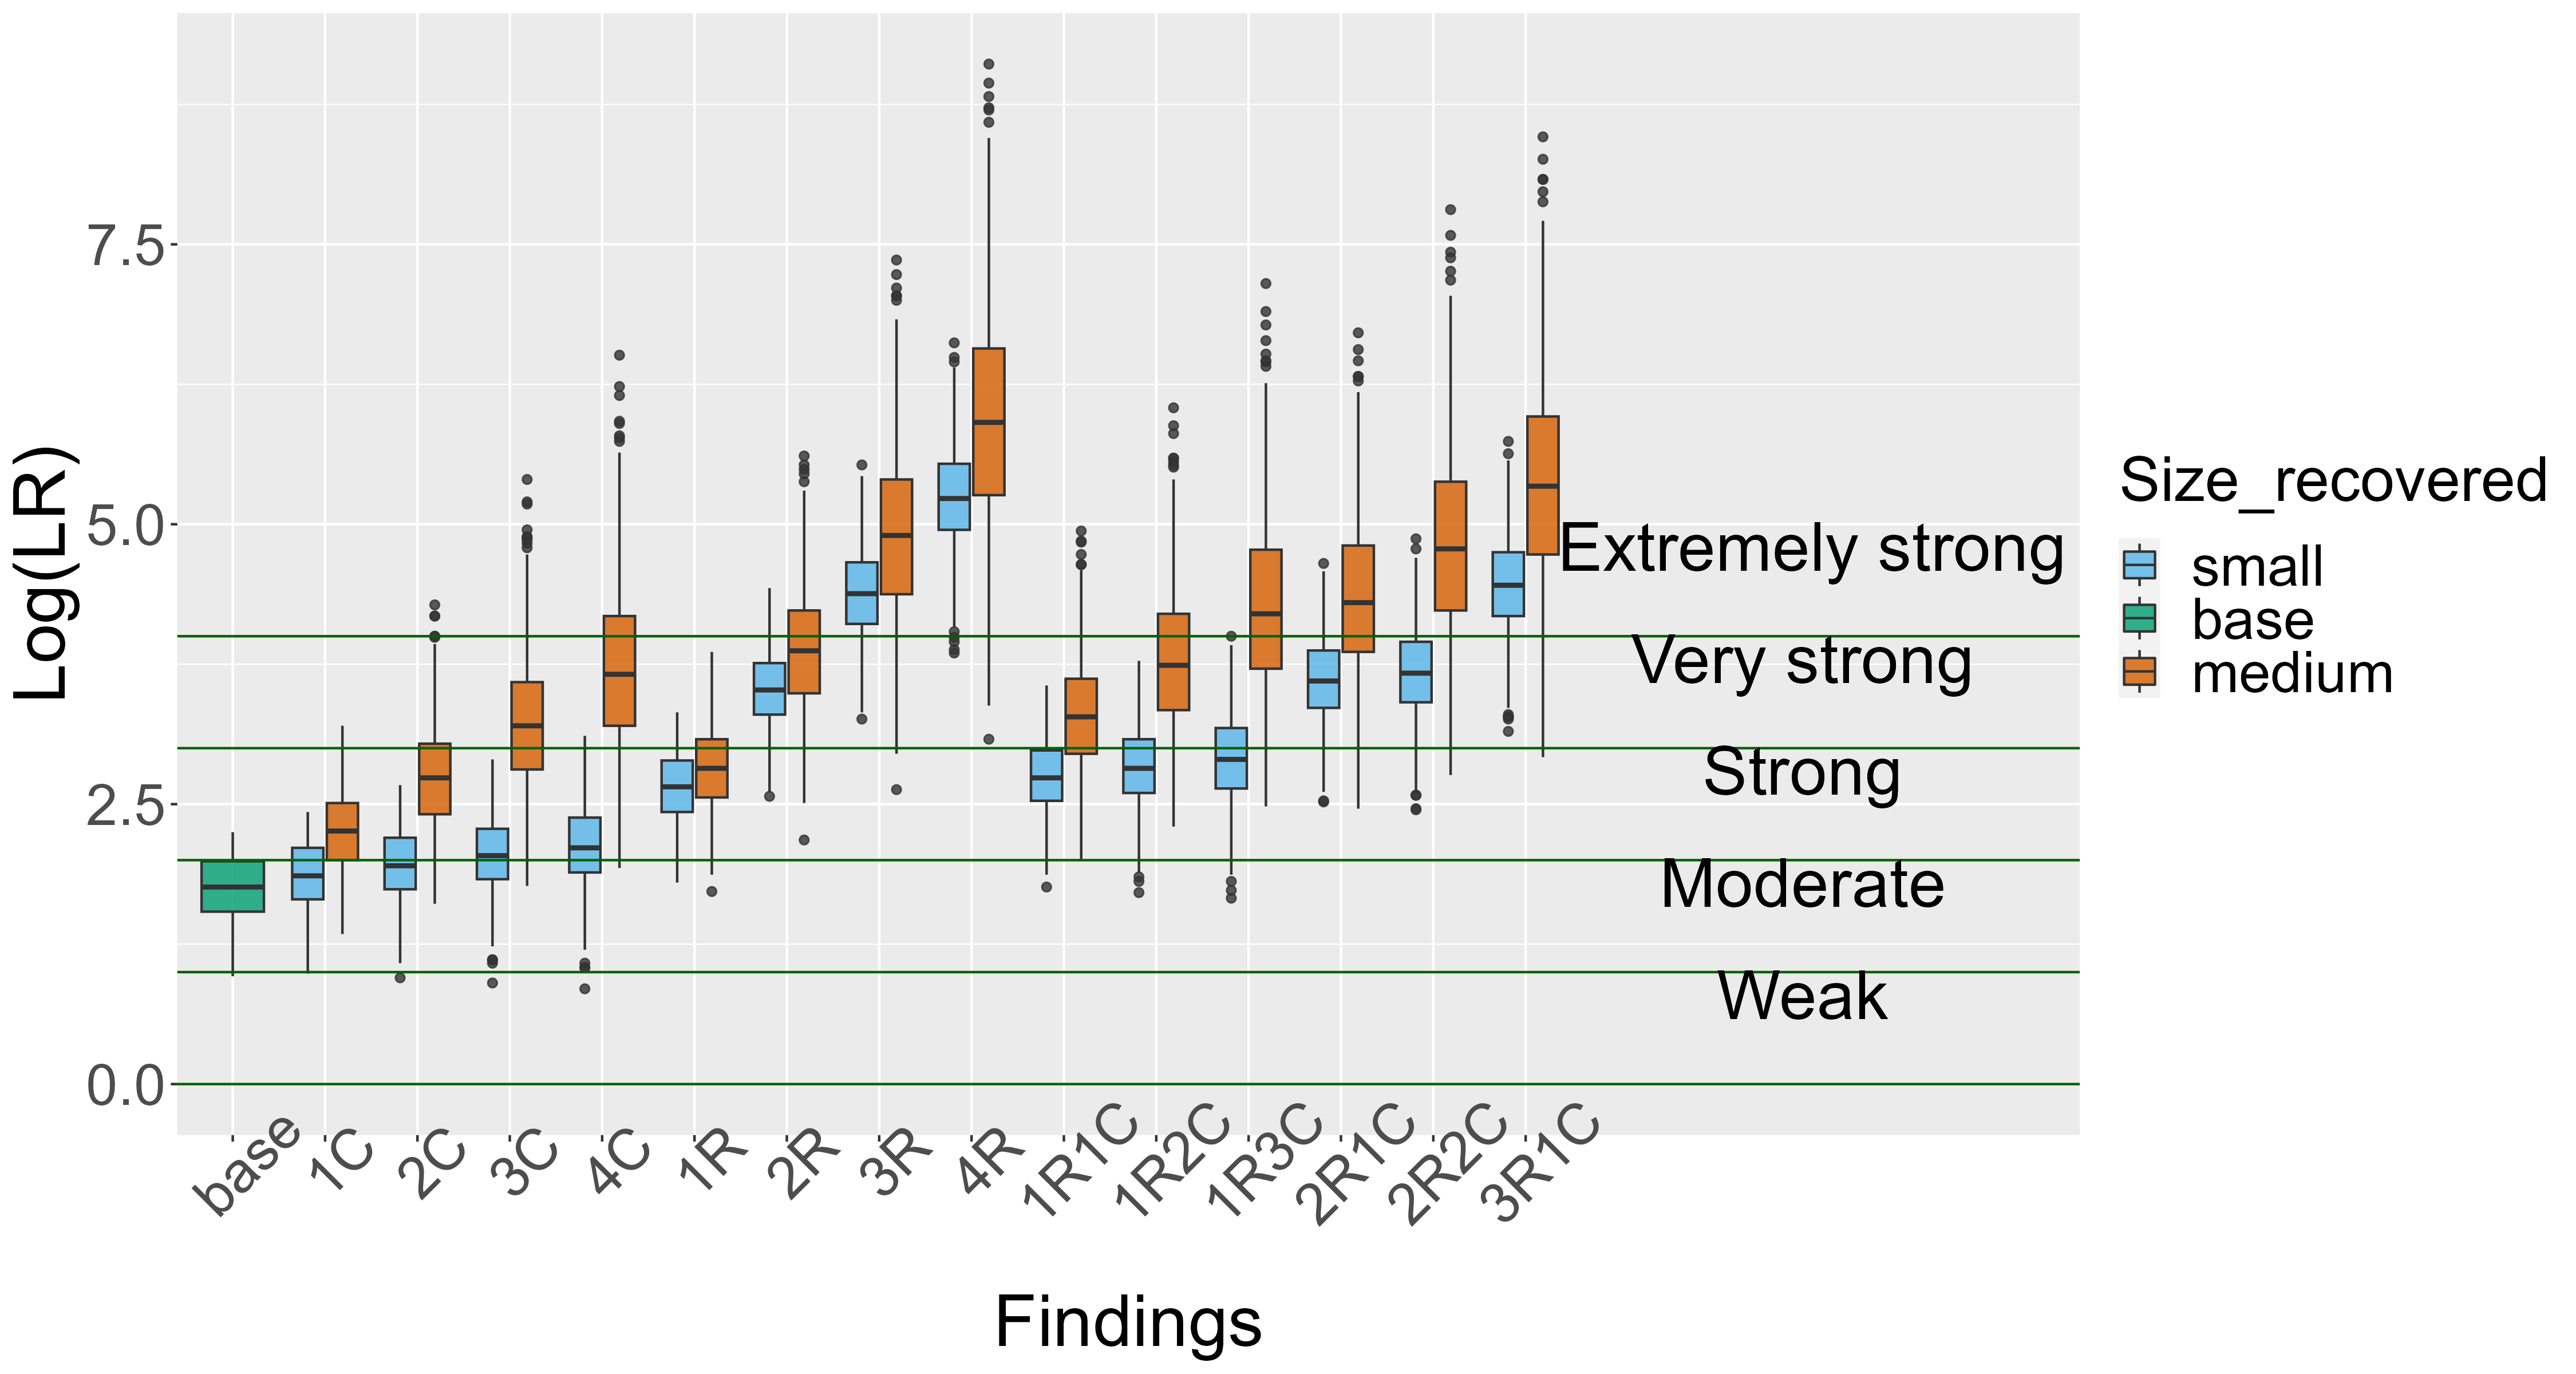 Log(LR)
7.5
5.0
2.5
0.0
Extremely strong
Very strong
Strong
Moderate
Weak
base
1C
2C
3C
4C
1R
2R
3R
4R
1R1C
1R2C
1R3C
2R1C
2R2C
3R1C
Findings
Size_recovered
small
base
medium